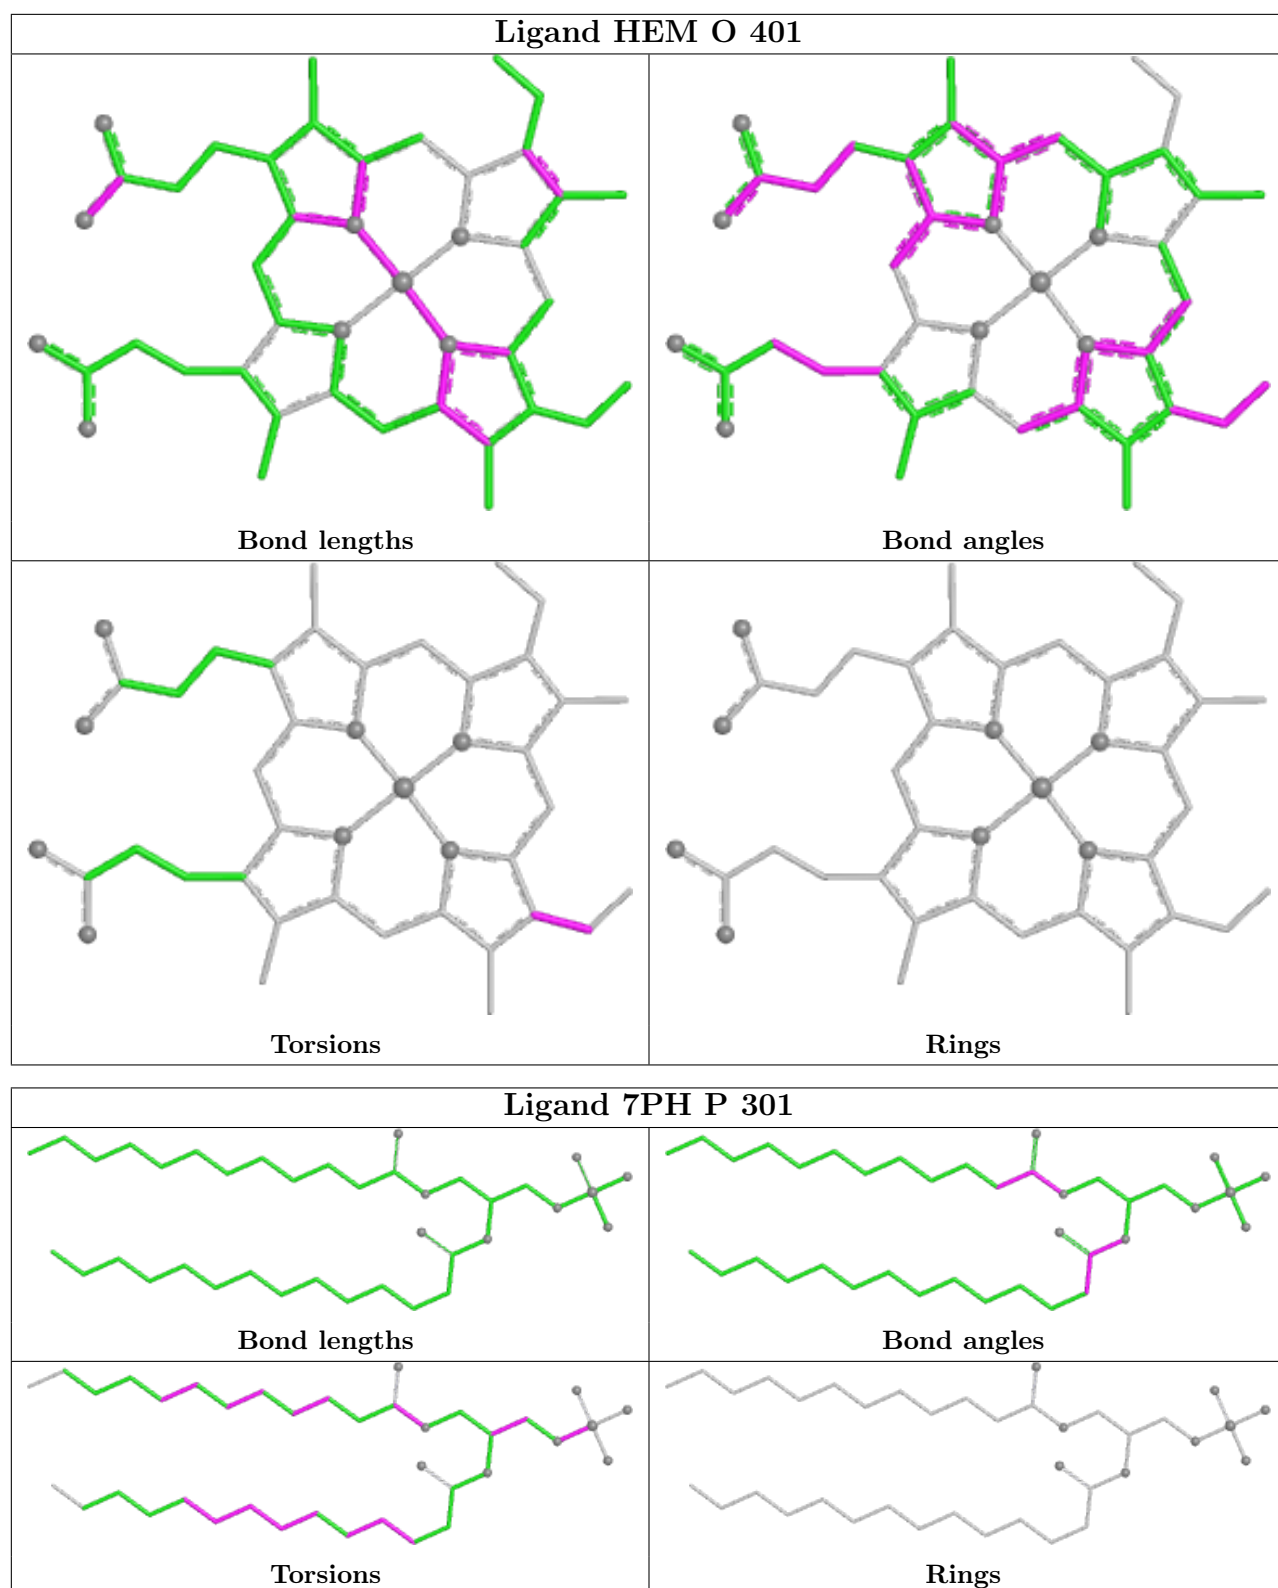 Ligand HEM O 401
Bond lengths
Bond angles
Torsions
Rings
Ligand 7PH P 301
Bond lengths
Bond angles
Torsions
Rings